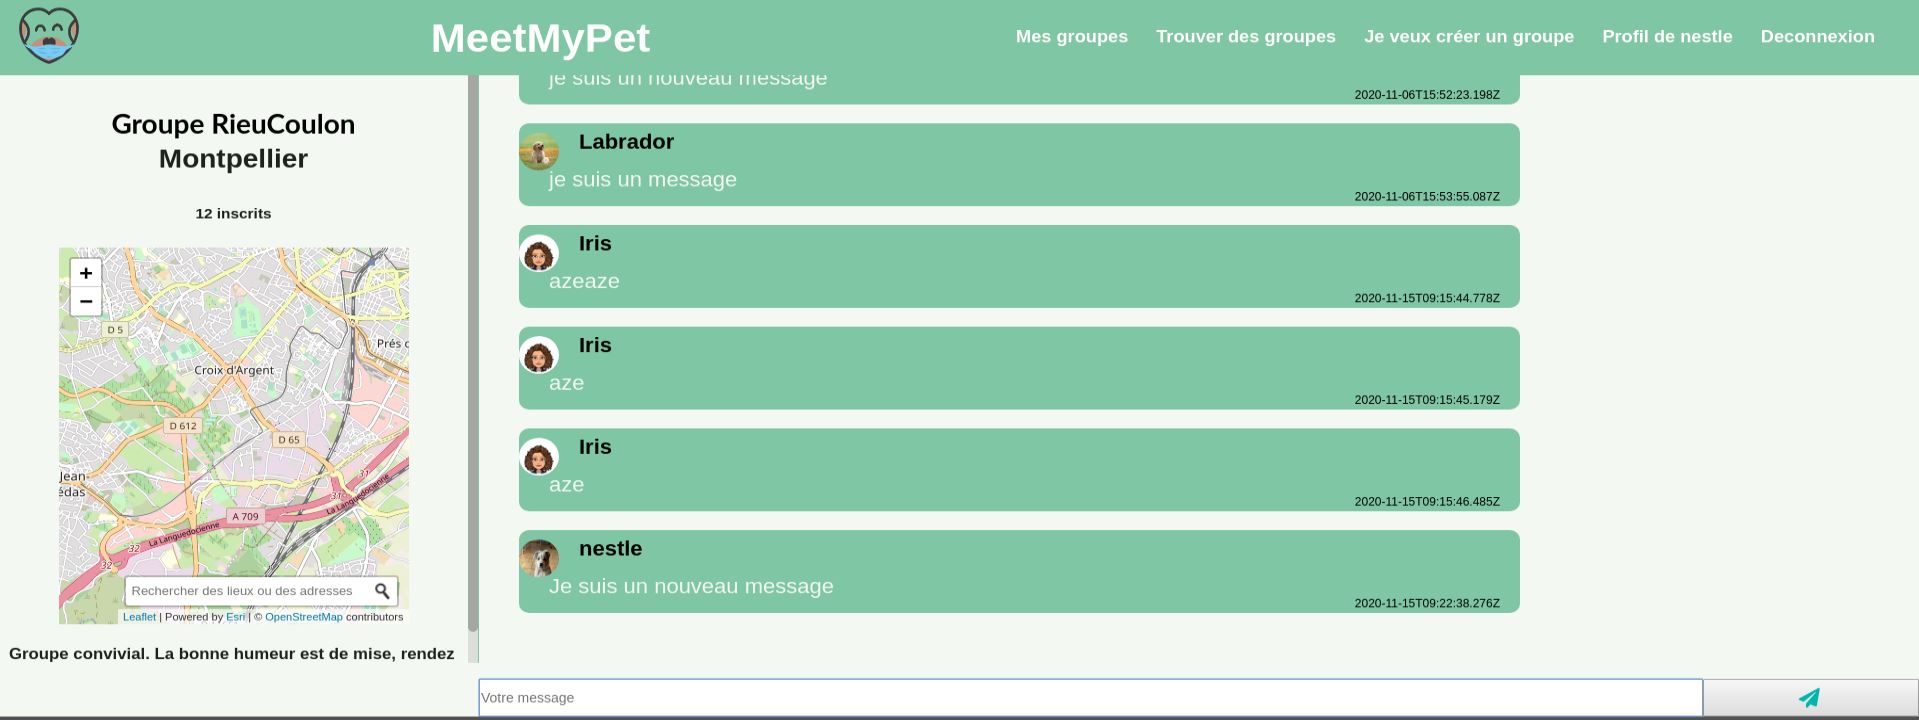 MeetMyPet
Mes groupes
Trouver des groupes
Je veux créer un groupe
Profil de nestle
Deconnexion
Groupe RieuCoulon
Montpellier
12 inscrits
+
−
D 5
Prés
Croix d'Argent
D 612
D 65
Jean-
édas
31
31
La Languedocienne
A 709
La Languedocienne
32
32
Rechercher des lieux ou des adresses
Leaflet | Powered by Esri | © OpenStreetMap contributors
Groupe convivial. La bonne humeur est de mise, rendez
je suis un nouveau message
2020-11-06T15:52:23.198Z
Labrador
je suis un message
2020-11-06T15:53:55.087Z
Iris
azeaze
2020-11-15T09:15:44.778Z
Iris
aze
2020-11-15T09:15:45.179Z
Iris
aze
2020-11-15T09:15:46.485Z
nestle
Je suis un nouveau message
2020-11-15T09:22:38.276Z
Votre message